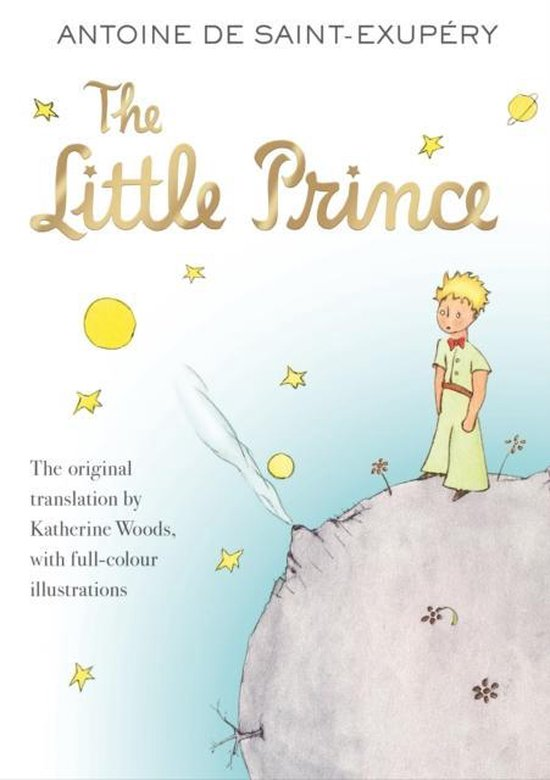 ANTOINE DE SAINT-EXUPÉRY
The
Little Prince
The original
translation by
Katherine Woods,
with full-colour
illustrations